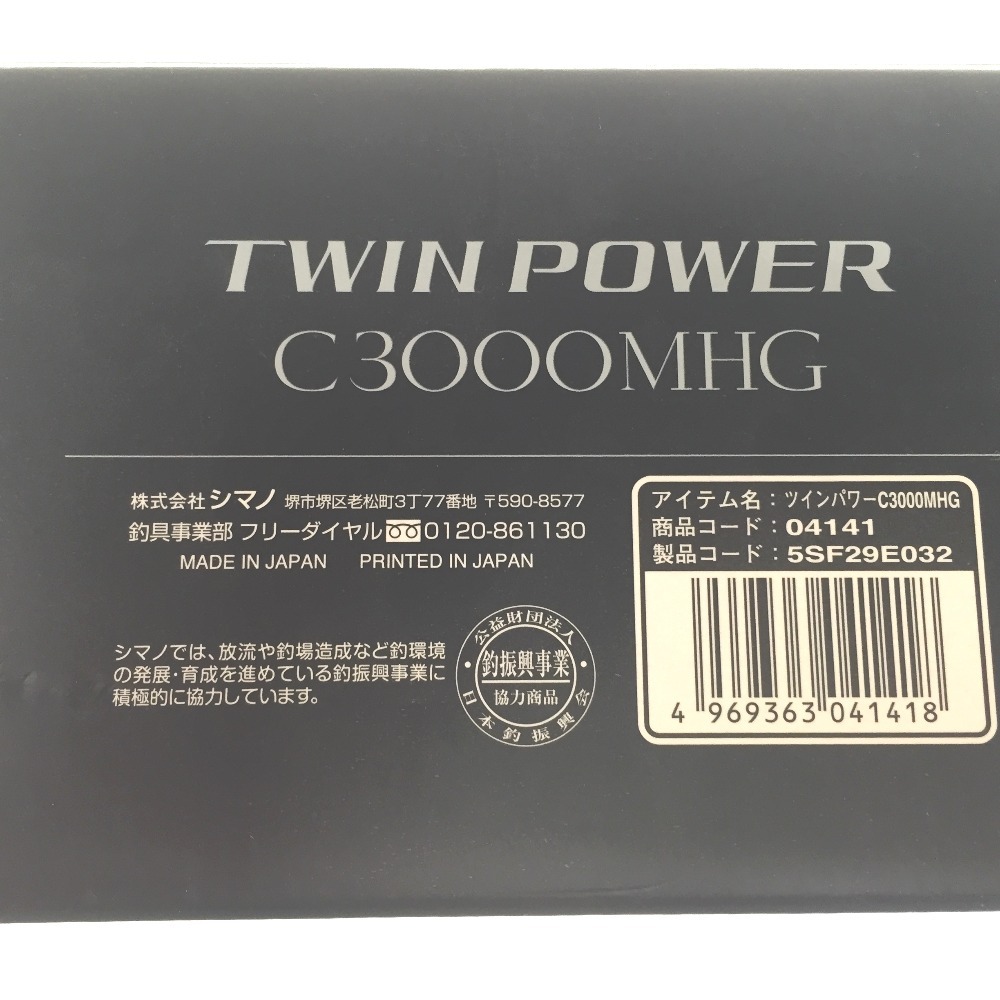 TWIN POWER
C3000MHG
株式会社シマノ 堺市堺区老松町3丁77番地 〒590-8577
釣具事業部 フリーダイヤル 0120-861130
MADE IN JAPAN PRINTED IN JAPAN
シマノでは、放流や釣場造成など釣環境
の発展・育成を進めている釣振興事業に
積極的に協力しています。
公益財団法人
釣振興事業
協力商品
日本釣振興会
アイテム名：ツインパワーC3000MHG
商品コード：04141
製品コード：5SF29E032
4 969363 041418